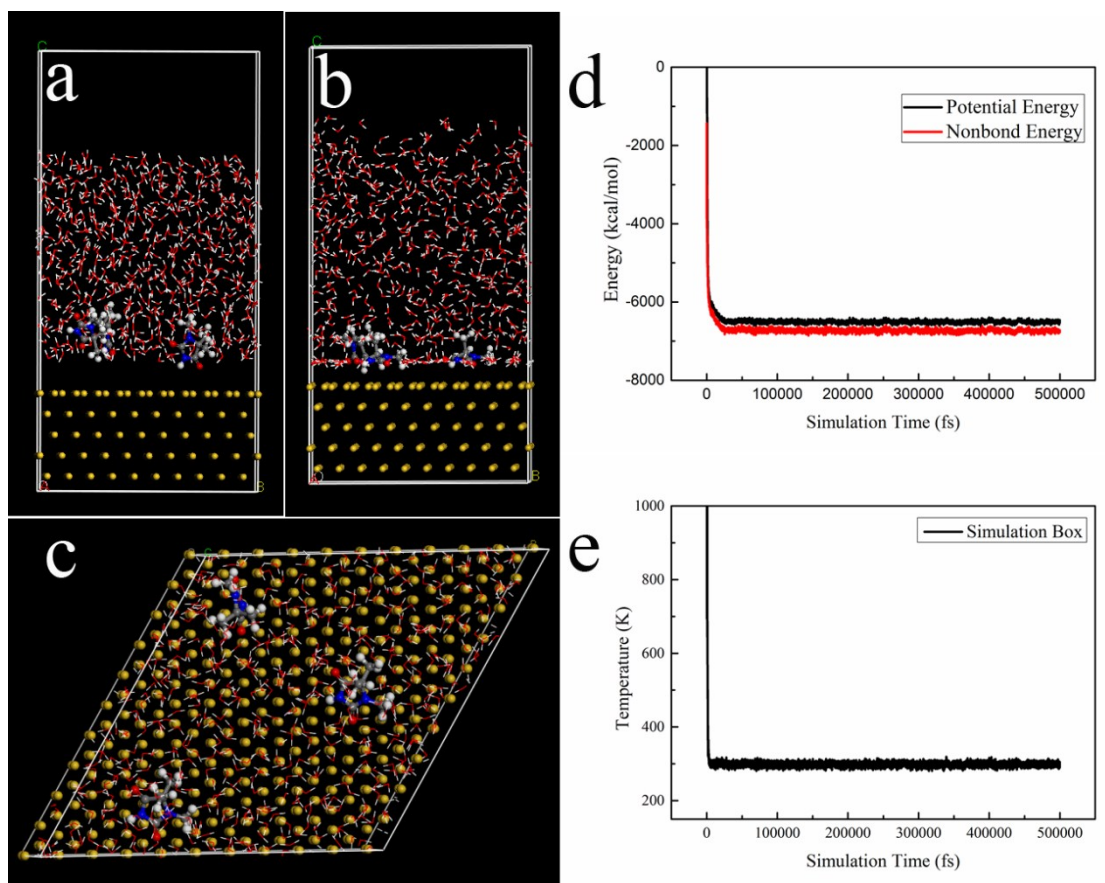 a
C
A
B
b
C
B
c
d
Potential Energy
Nonbond Energy
Energy (kcal/mol)
0
-2000
-4000
-6000
-8000
0 100000 200000 300000 400000 500000
Simulation Time (fs)
e
Simulation Box
Temperature (K)
1000
800
600
400
200
0 100000 200000 300000 400000 500000
Simulation Time (fs)